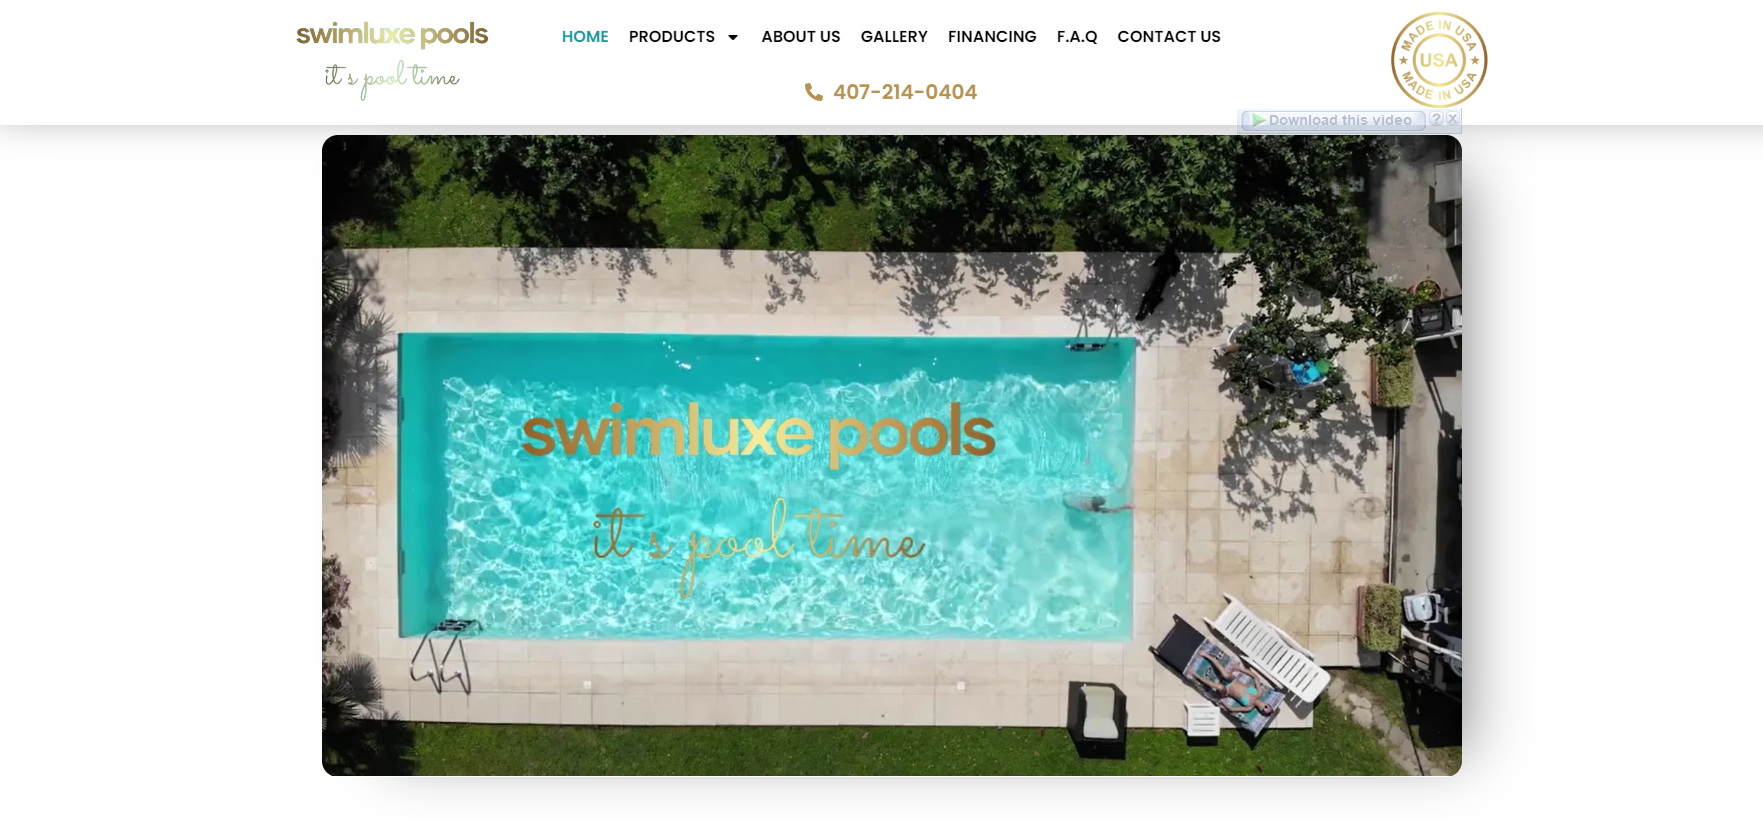 swimluxe pools
it's pool time
HOME PRODUCTS ABOUT US GALLERY FINANCING F.A.Q CONTACT US
407-214-0404
MADE IN USA
USA
MADE IN USA
Download this video ? X
swimluxe pools
it's pool time